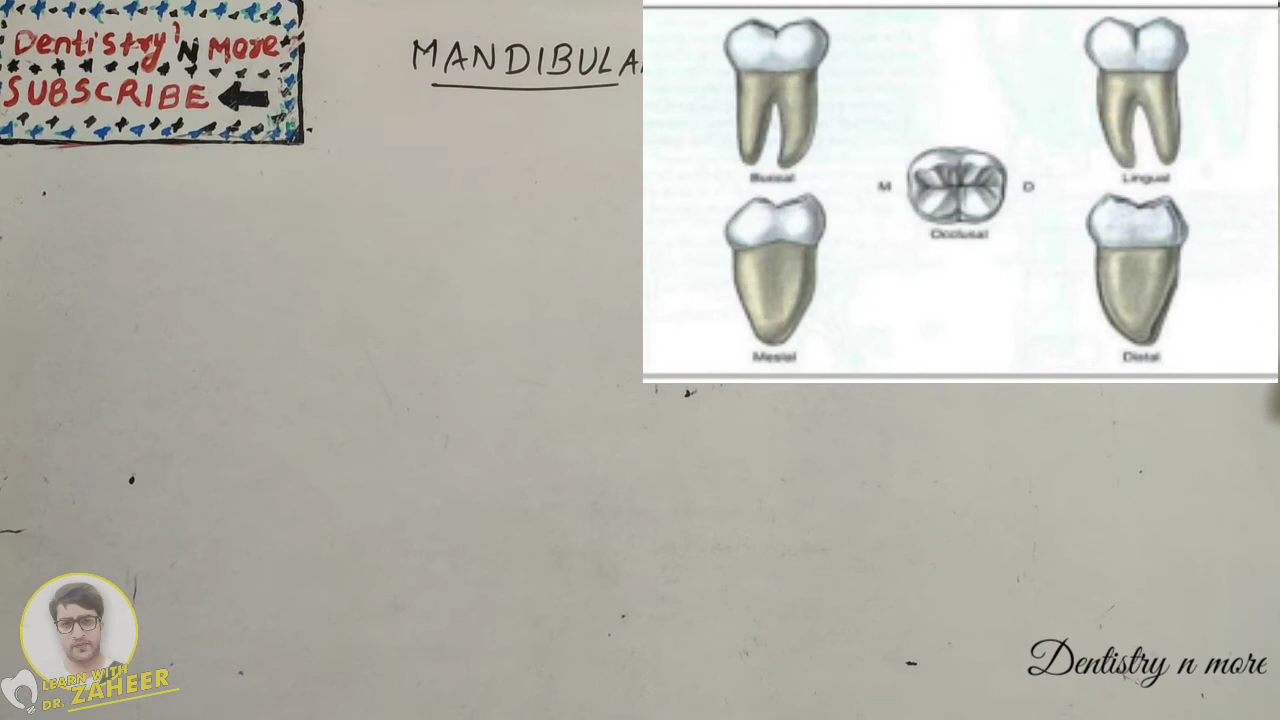 Dentistry 'N More
SUBSCRIBE
MANDIBULA
Buccal
Lingual
M
D
Occlusal
Mesial
Distal
LEARN WITH
DR. ZAHEER
Dentistry n more